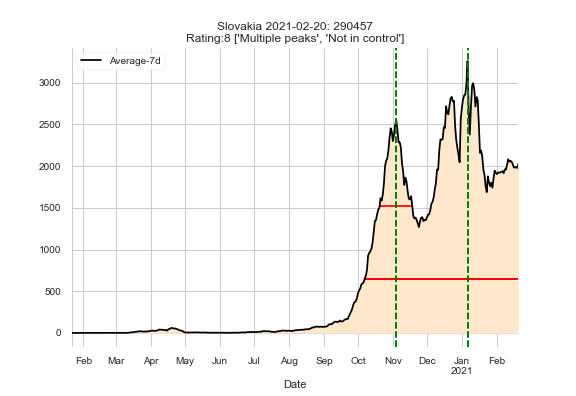 Slovakia 2021-02-20: 290457
Rating:8 ['Multiple peaks', 'Not in control']
Average-7d
3000
2500
2000
1500
1000
500
0
Feb Mar Apr May Jun Jul Aug Sep Oct Nov Dec Jan Feb
2021
Date